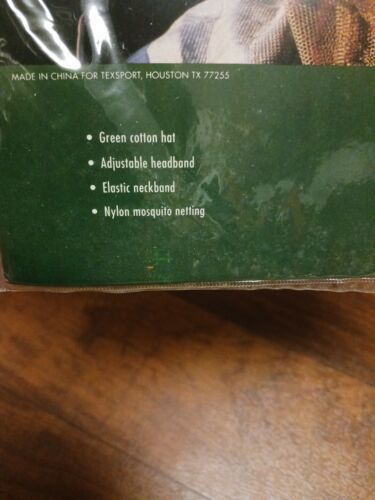 MADE IN CHINA FOR TEXSPORT, HOUSTON TX 77255
• Green cotton hat
• Adjustable headband
• Elastic neckband
• Nylon mosquito netting